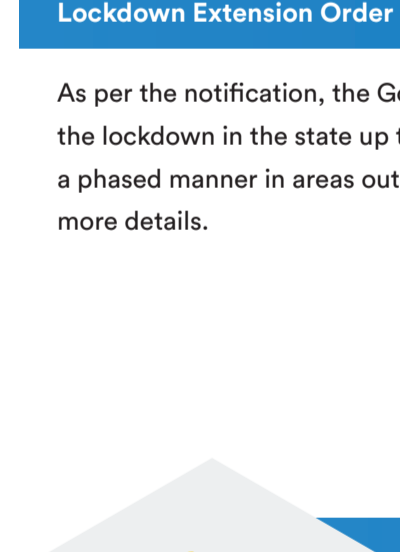 Lockdown Extension Order
As per the notification, the
the lockdown in the state up
a phased manner in areas out
more details.